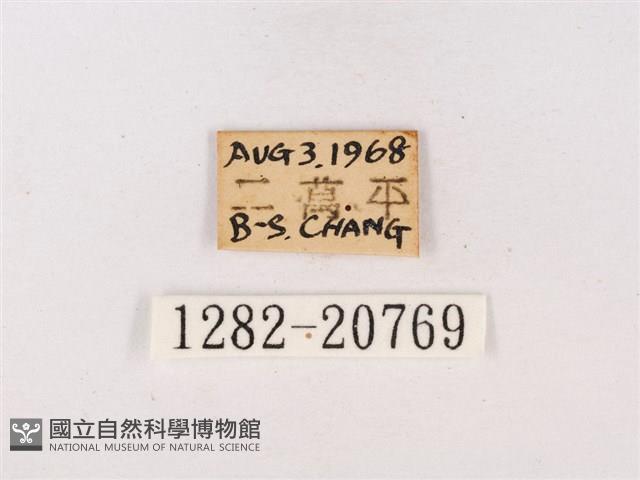 AUG 3. 1968
二萬平
B-S. CHANG
1282-20769
國立自然科學博物館
NATIONAL MUSEUM OF NATURAL SCIENCE